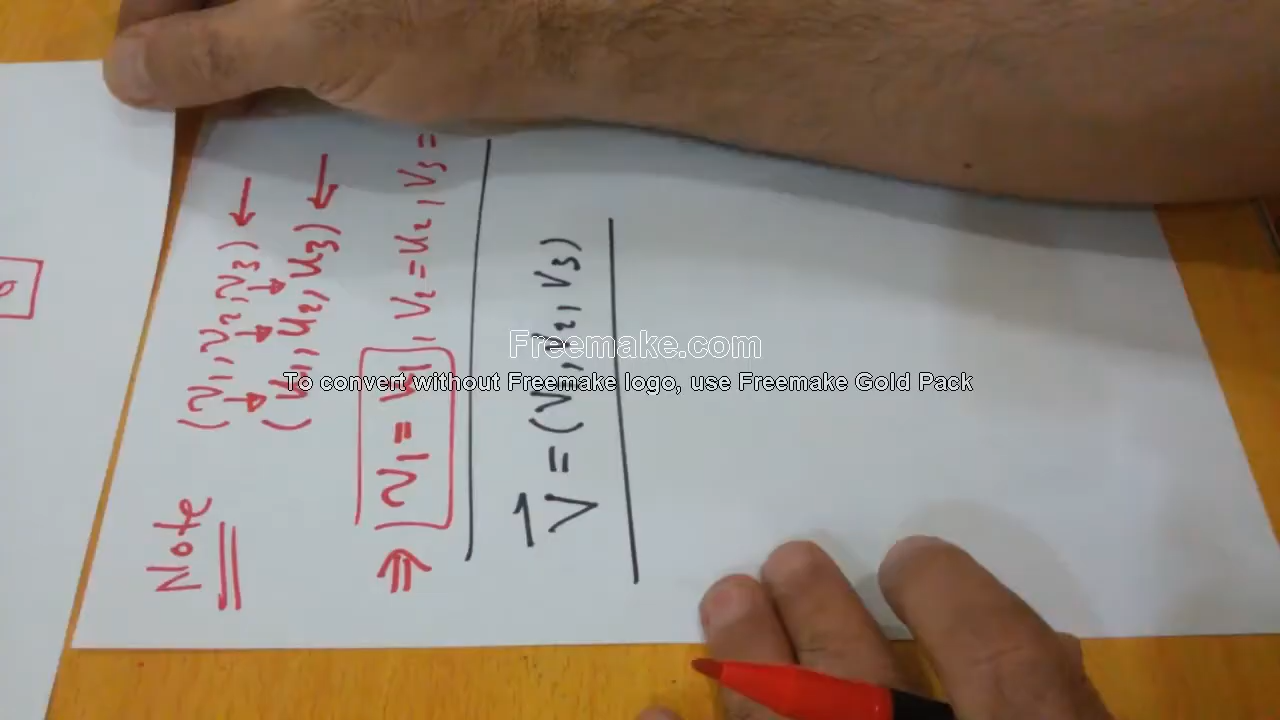 Note
(v1, v2, v3) ←
(u1, u2, u3) ←
⇒ v1 = u1, v2 = u2, v3 =
V⃗ = (v1, v2, v3)
Freemake.com
To convert without Freemake logo, use Freemake Gold Pack